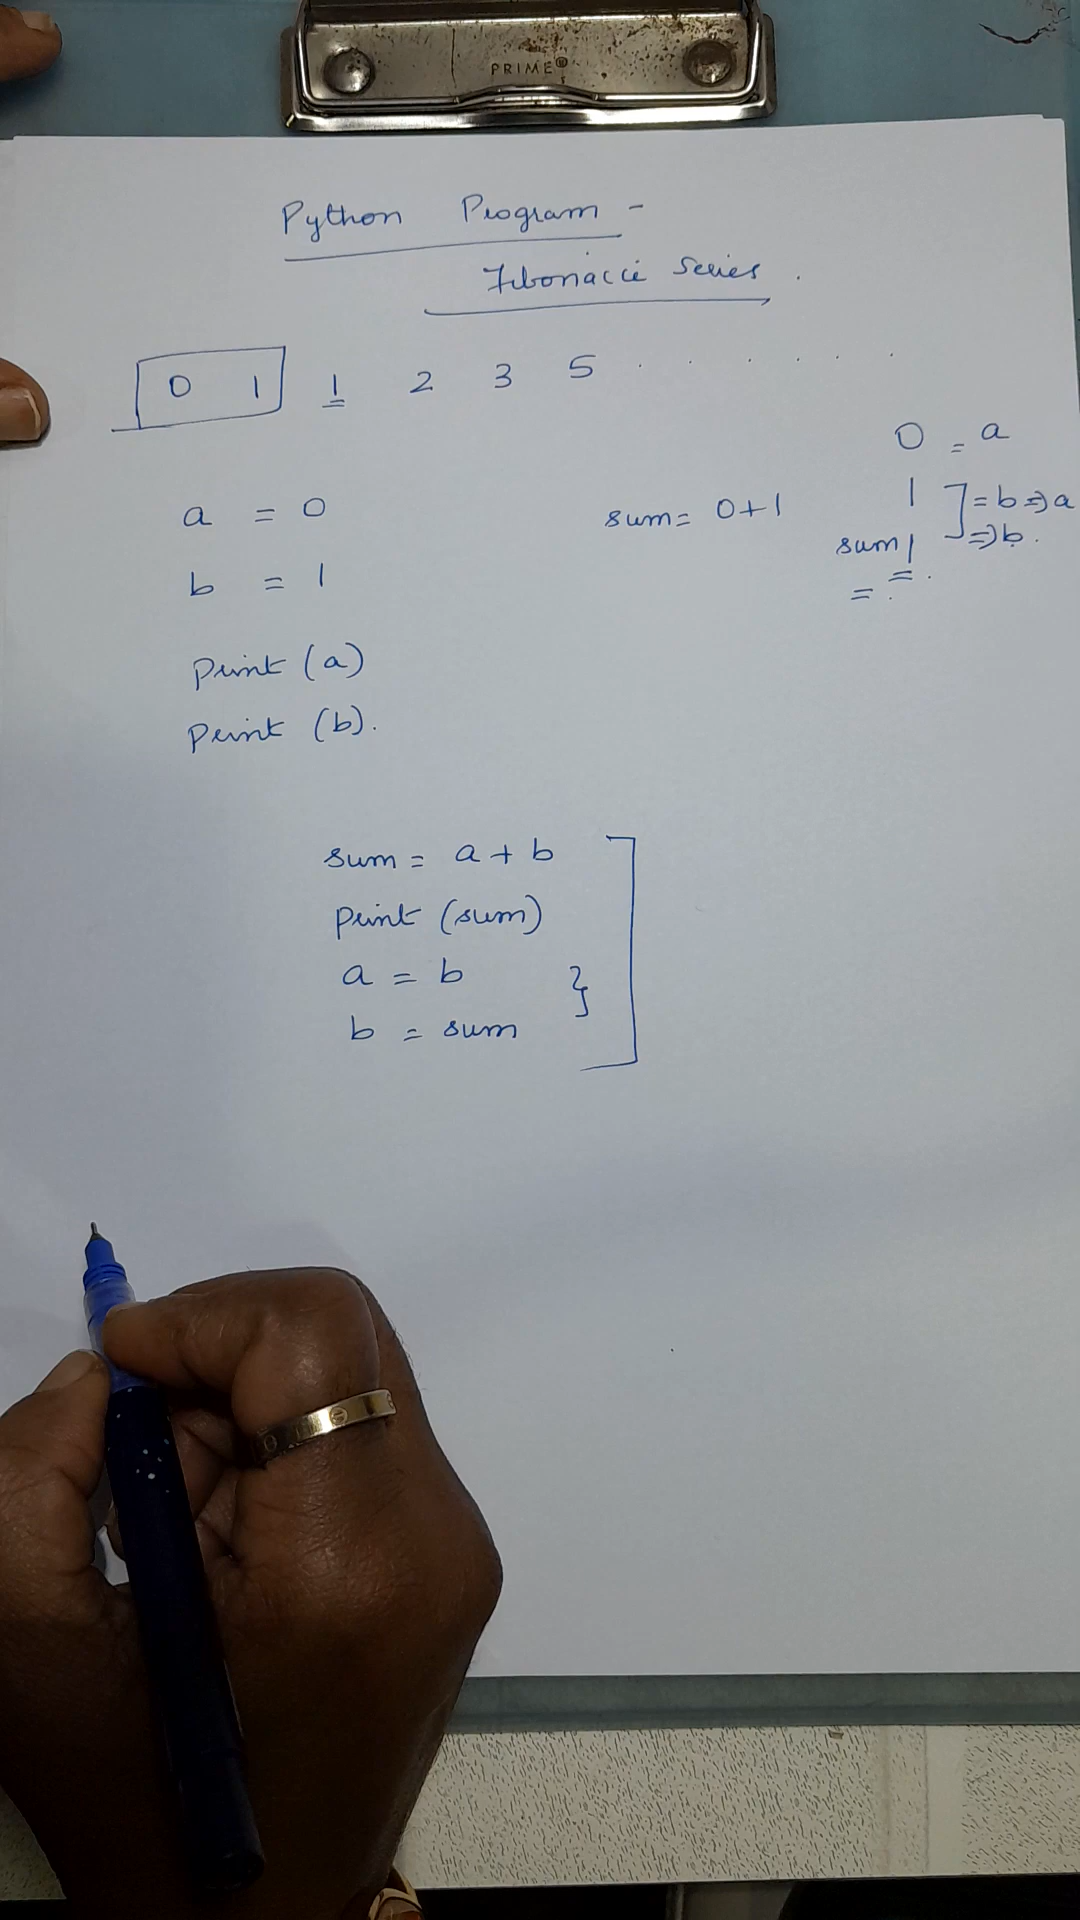 PRIME®
Python Program -
Fibonacci Series .
0 1 1 2 3 5 . . . . . .
0 = a
1 ] = b => a
sum 1 => b .
= = .
a = 0
sum = 0+1
b = 1
Print (a)
Print (b).
sum = a + b
Print (sum)
a = b }
b = sum